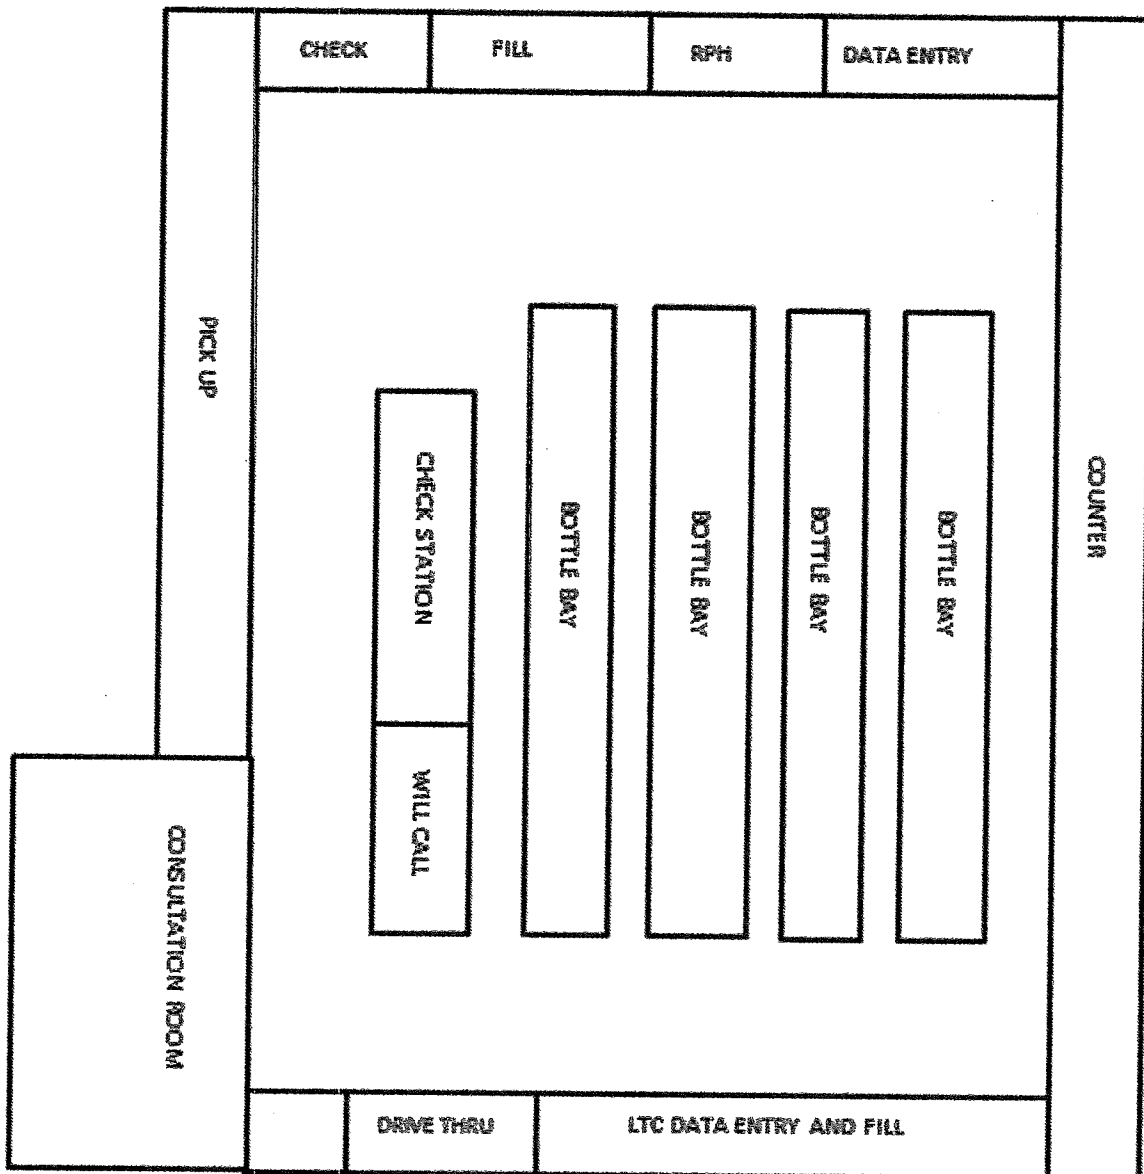 CHECK
FILL
RPH
DATA ENTRY
PICK UP
COUNTER
CHECK STATION
BOTTLE BAY
BOTTLE BAY
BOTTLE BAY
BOTTLE BAY
WILL CALL
CONSULTATION ROOM
DRIVE THRU
LTC DATA ENTRY AND FILL